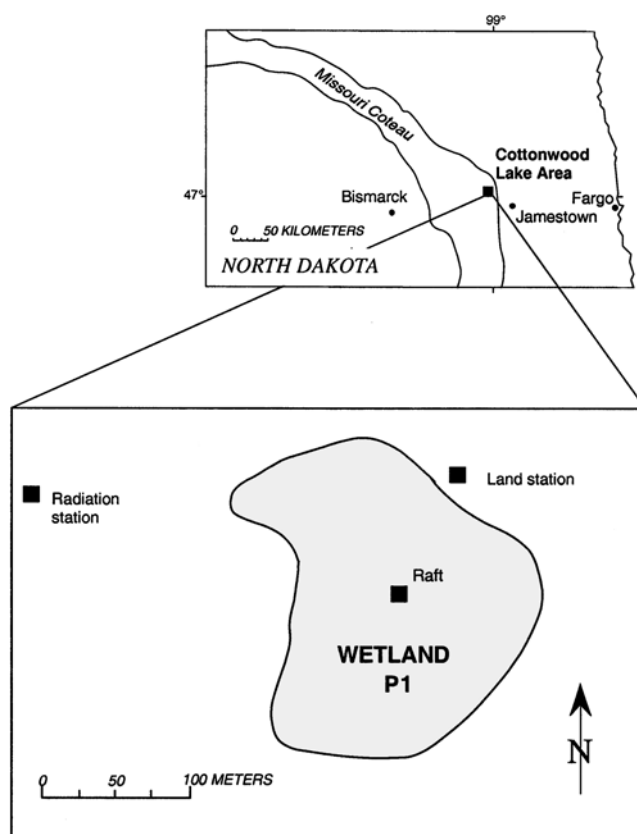 99°
Missouri Coteau
Cottonwood
Lake Area
47°
Bismarck
Fargo
Jamestown
0 50 KILOMETERS
NORTH DAKOTA
Radiation
station
Land station
Raft
WETLAND
P1
0 50 100 METERS
N